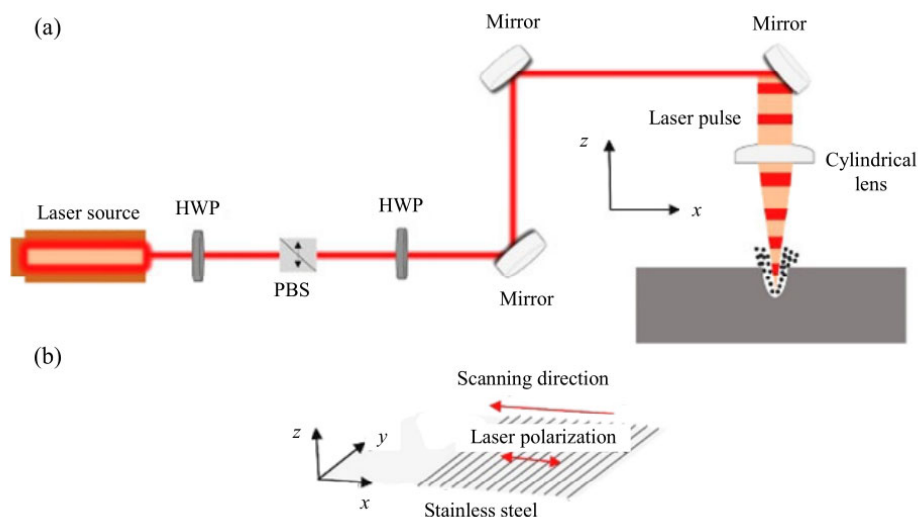 (a)
Mirror
Mirror
Laser pulse
z
x
Cylindrical
lens
Laser source
HWP
HWP
PBS
Mirror
(b)
Scanning direction
z
y
x
Laser polarization
Stainless steel